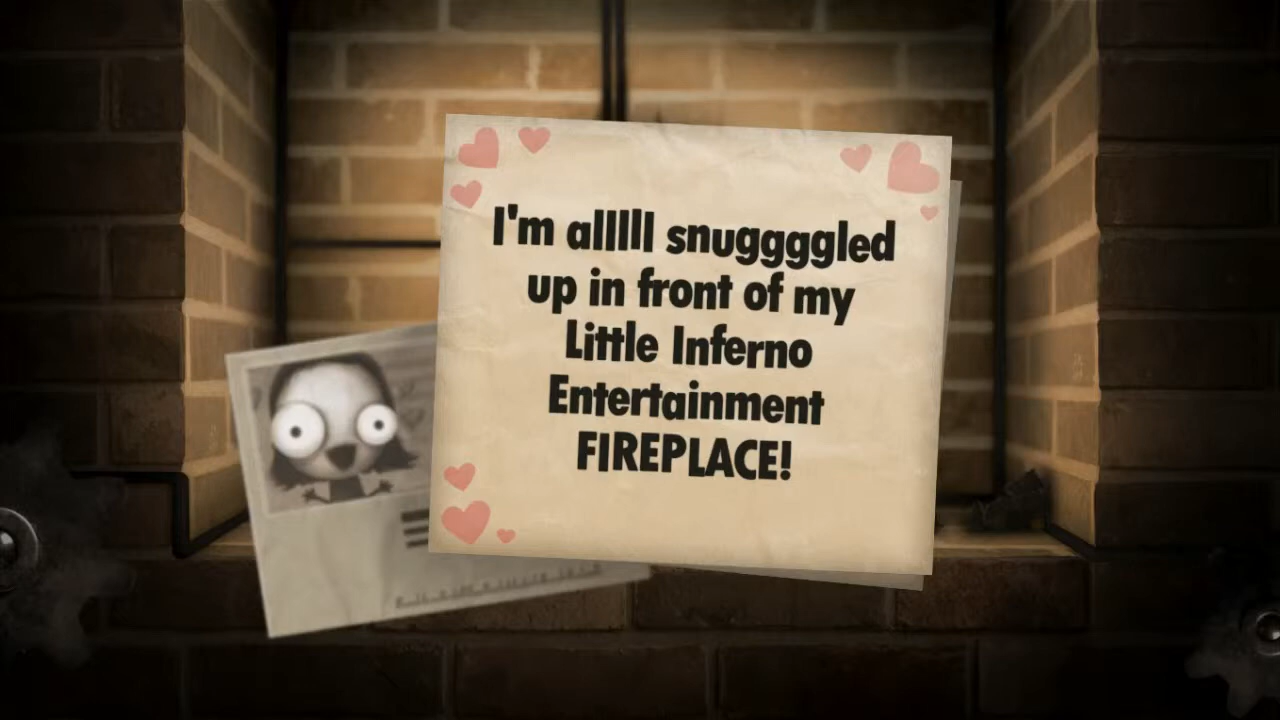 I'm alllll snuggggled
up in front of my
Little Inferno
Entertainment
FIREPLACE!